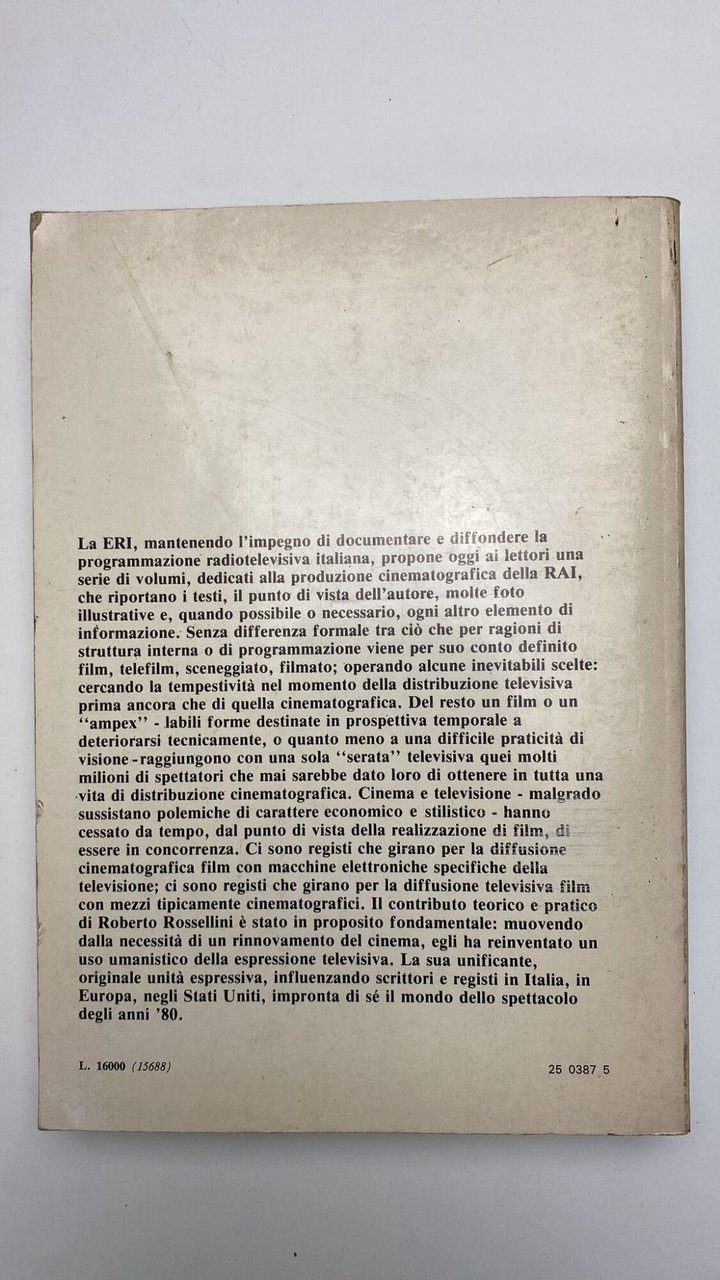 La ERI, mantenendo l'impegno di documentare e diffondere la
programmazione radiotelevisiva italiana, propone oggi ai lettori una
serie di volumi, dedicati alla produzione cinematografica della RAI,
che riportano i testi, il punto di vista dell'autore, molte foto
illustrative e, quando possibile o necessario, ogni altro elemento di
informazione. Senza differenza formale tra ciò che per ragioni di
struttura interna o di programmazione viene per suo conto definito
film, telefilm, sceneggiato, filmato; operando alcune inevitabili scelte:
cercando la tempestività nel momento della distribuzione televisiva
prima ancora che di quella cinematografica. Del resto un film o un
“ampex” - labili forme destinate in prospettiva temporale a
deteriorarsi tecnicamente, o quanto meno a una difficile praticità di
visione - raggiungono con una sola “serata” televisiva quei molti
milioni di spettatori che mai sarebbe dato loro di ottenere in tutta una
vita di distribuzione cinematografica. Cinema e televisione - malgrado
sussistano polemiche di carattere economico e stilistico - hanno
cessato da tempo, dal punto di vista della realizzazione di film, di
essere in concorrenza. Ci sono registi che girano per la diffusione
cinematografica film con macchine elettroniche specifiche della
televisione; ci sono registi che girano per la diffusione televisiva film
con mezzi tipicamente cinematografici. Il contributo teorico e pratico
di Roberto Rossellini è stato in proposito fondamentale: muovendo
dalla necessità di un rinnovamento del cinema, egli ha reinventato un
uso umanistico della espressione televisiva. La sua unificante,
originale unità espressiva, influenzando scrittori e registi in Italia, in
Europa, negli Stati Uniti, impronta di sé il mondo dello spettacolo
degli anni '80.
L. 16000 (15688)
25 0387 5